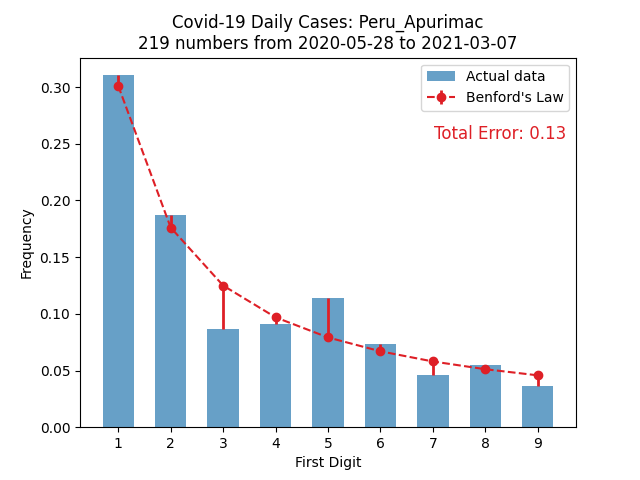 Covid-19 Daily Cases: Peru_Apurimac
219 numbers from 2020-05-28 to 2021-03-07
Actual data
Benford's Law
Total Error: 0.13
Frequency
0.30
0.25
0.20
0.15
0.10
0.05
0.00
1 2 3 4 5 6 7 8 9
First Digit